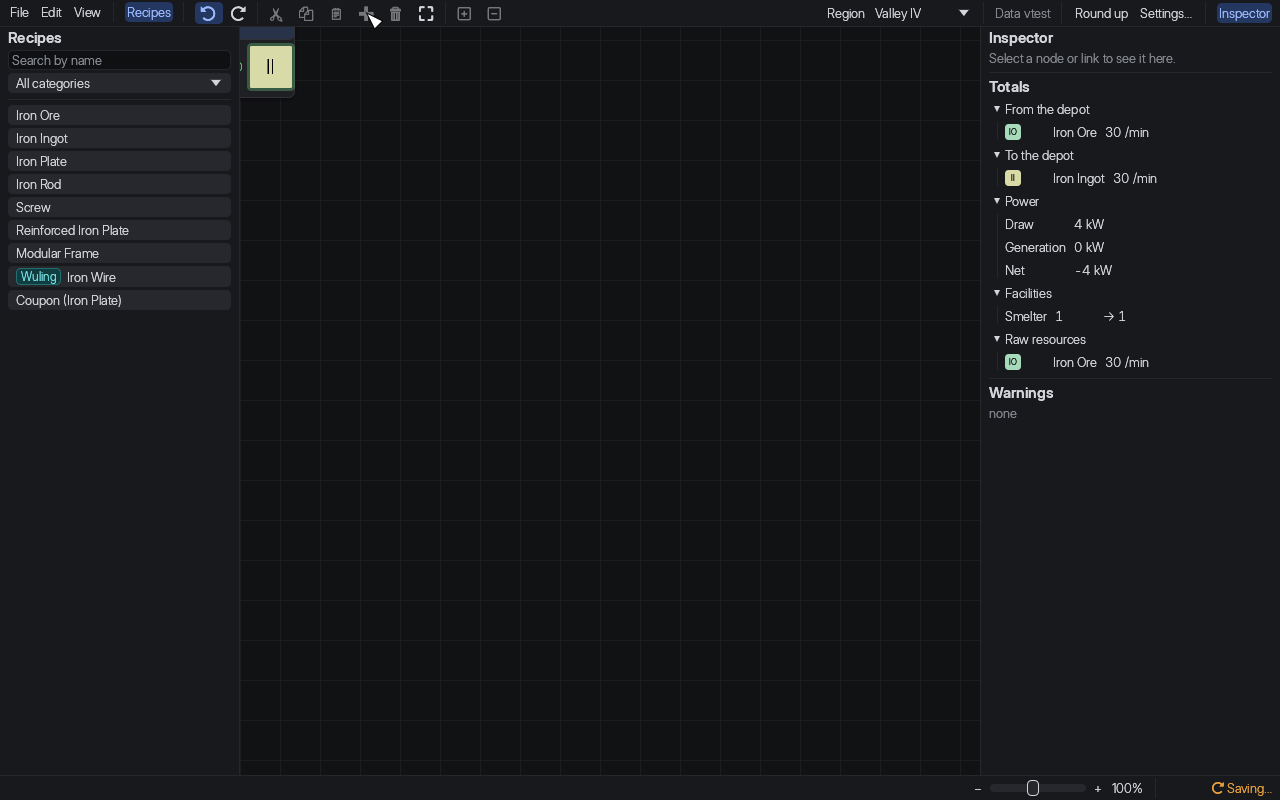 File Edit View Recipes Region Valley IV Data vtest Round up Settings... Inspector
Recipes
Search by name
All categories
Iron Ore
Iron Ingot
Iron Plate
Iron Rod
Screw
Reinforced Iron Plate
Modular Frame
Wuling Iron Wire
Coupon (Iron Plate)
II
Inspector
Select a node or link to see it here.
Totals
From the depot
IO Iron Ore 30 /min
To the depot
II Iron Ingot 30 /min
Power
Draw 4 kW
Generation 0 kW
Net -4 kW
Facilities
Smelter 1 → 1
Raw resources
IO Iron Ore 30 /min
Warnings
none
− + 100% Saving...